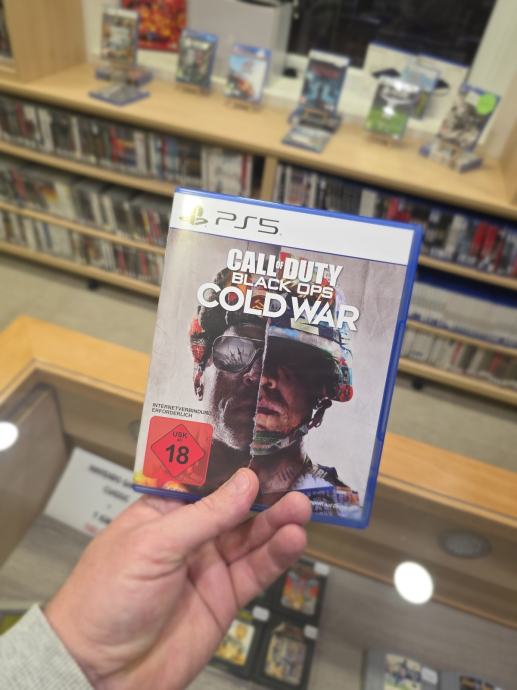 PS5
CALL OF DUTY
BLACK OPS
COLD WAR
INTERNETVERBINDUNG
ERFORDERLICH
USK
ab
18